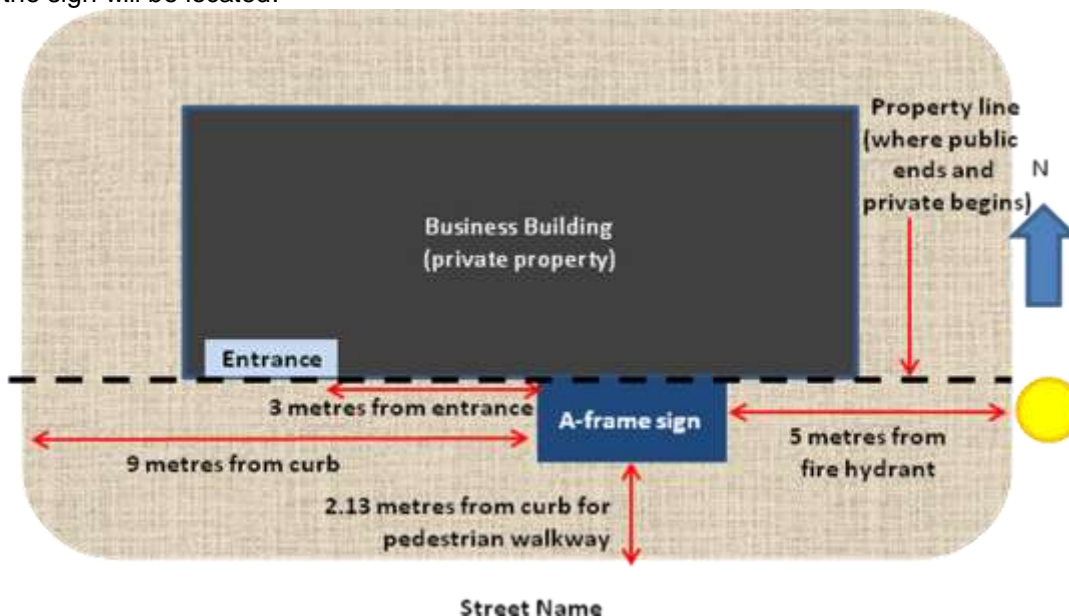 the sign will be located.
Property line
(where public
ends and
private begins)
N
Business Building
(private property)
Entrance
3 metres from entrance
A-frame sign
9 metres from curb
5 metres from
fire hydrant
2.13 metres from curb for
pedestrian walkway
Street Name